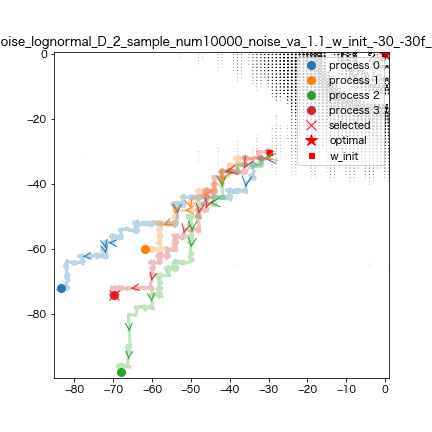 oise_lognormal_D_2_sample_num10000_noise_va_1.1_w_init_-30_-30f_
process 0
process 1
process 2
process 3
selected
optimal
w_init
0
−20
−40
−60
−80
−80 −70 −60 −50 −40 −30 −20 −10 0